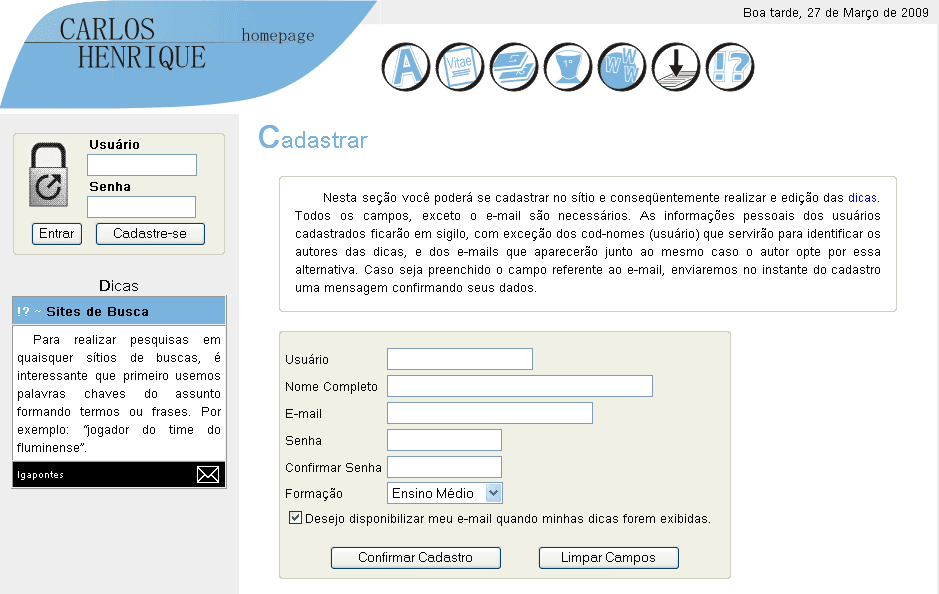 Boa tarde, 27 de Março de 2009
CARLOS
HENRIQUE
homepage
A
Vitae
1º
WWW
!?
Usuário
Senha
Entrar
Cadastre-se
Dicas
!? ~ Sites de Busca
Para realizar pesquisas em
quaisquer sítios de buscas, é
interessante que primeiro usemos
palavras chaves do assunto
formando termos ou frases. Por
exemplo: “jogador do time do
fluminense”.
lgapontes
Cadastrar
Nesta seção você poderá se cadastrar no sítio e conseqüentemente realizar e edição das dicas.
Todos os campos, exceto o e-mail são necessários. As informações pessoais dos usuários
cadastrados ficarão em sigilo, com exceção dos cod-nomes (usuário) que servirão para identificar os
autores das dicas, e dos e-mails que aparecerão junto ao mesmo caso o autor opte por essa
alternativa. Caso seja preenchido o campo referente ao e-mail, enviaremos no instante do cadastro
uma mensagem confirmando seus dados.
Usuário
Nome Completo
E-mail
Senha
Confirmar Senha
Formação
Ensino Médio
Desejo disponibilizar meu e-mail quando minhas dicas forem exibidas.
Confirmar Cadastro
Limpar Campos